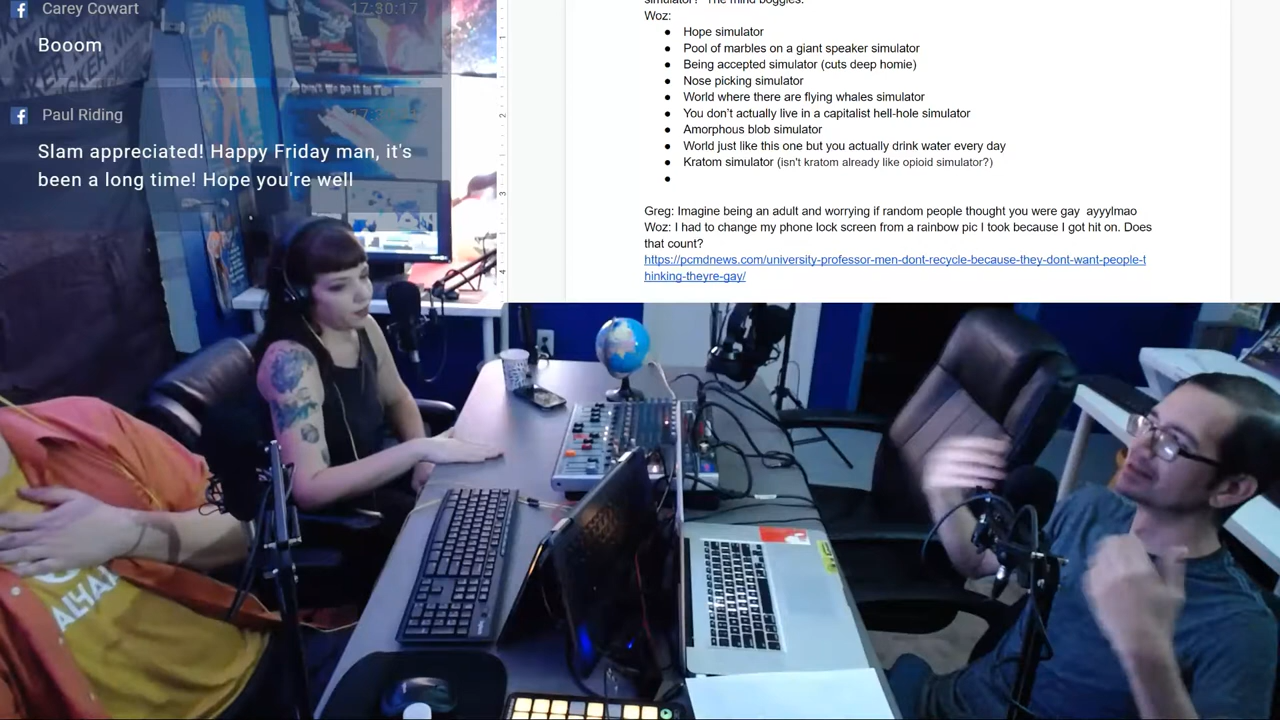 Carey Cowart
17:30:17
Booom
Paul Riding
Slam appreciated! Happy Friday man, it's
been a long time! Hope you're well
Woz:
Hope simulator
Pool of marbles on a giant speaker simulator
Being accepted simulator (cuts deep homie)
Nose picking simulator
World where there are flying whales simulator
You don't actually live in a capitalist hell-hole simulator
Amorphous blob simulator
World just like this one but you actually drink water every day
Kratom simulator (isn't kratom already like opioid simulator?)
Greg: Imagine being an adult and worrying if random people thought you were gay ayyylmao
Woz: I had to change my phone lock screen from a rainbow pic I took because I got hit on. Does
that count?
https://pcmdnews.com/university-professor-men-dont-recycle-because-they-dont-want-people-t
hinking-theyre-gay/